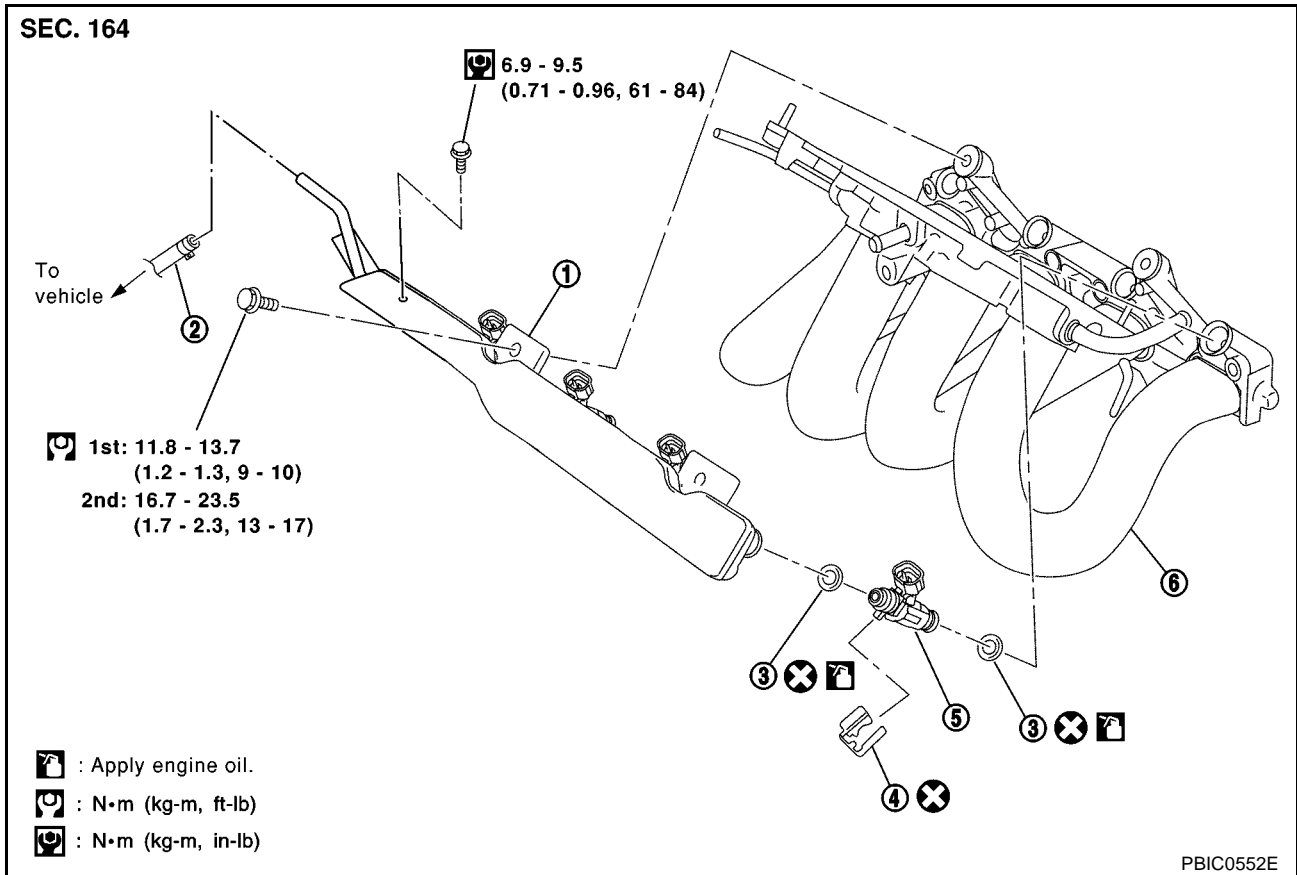 SEC. 164
6.9 - 9.5
(0.71 - 0.96, 61 - 84)
To
vehicle
2
1
1st: 11.8 - 13.7
(1.2 - 1.3, 9 - 10)
2nd: 16.7 - 23.5
(1.7 - 2.3, 13 - 17)
6
3
5
3
4
: Apply engine oil.
: N•m (kg-m, ft-lb)
: N•m (kg-m, in-lb)
PBIC0552E